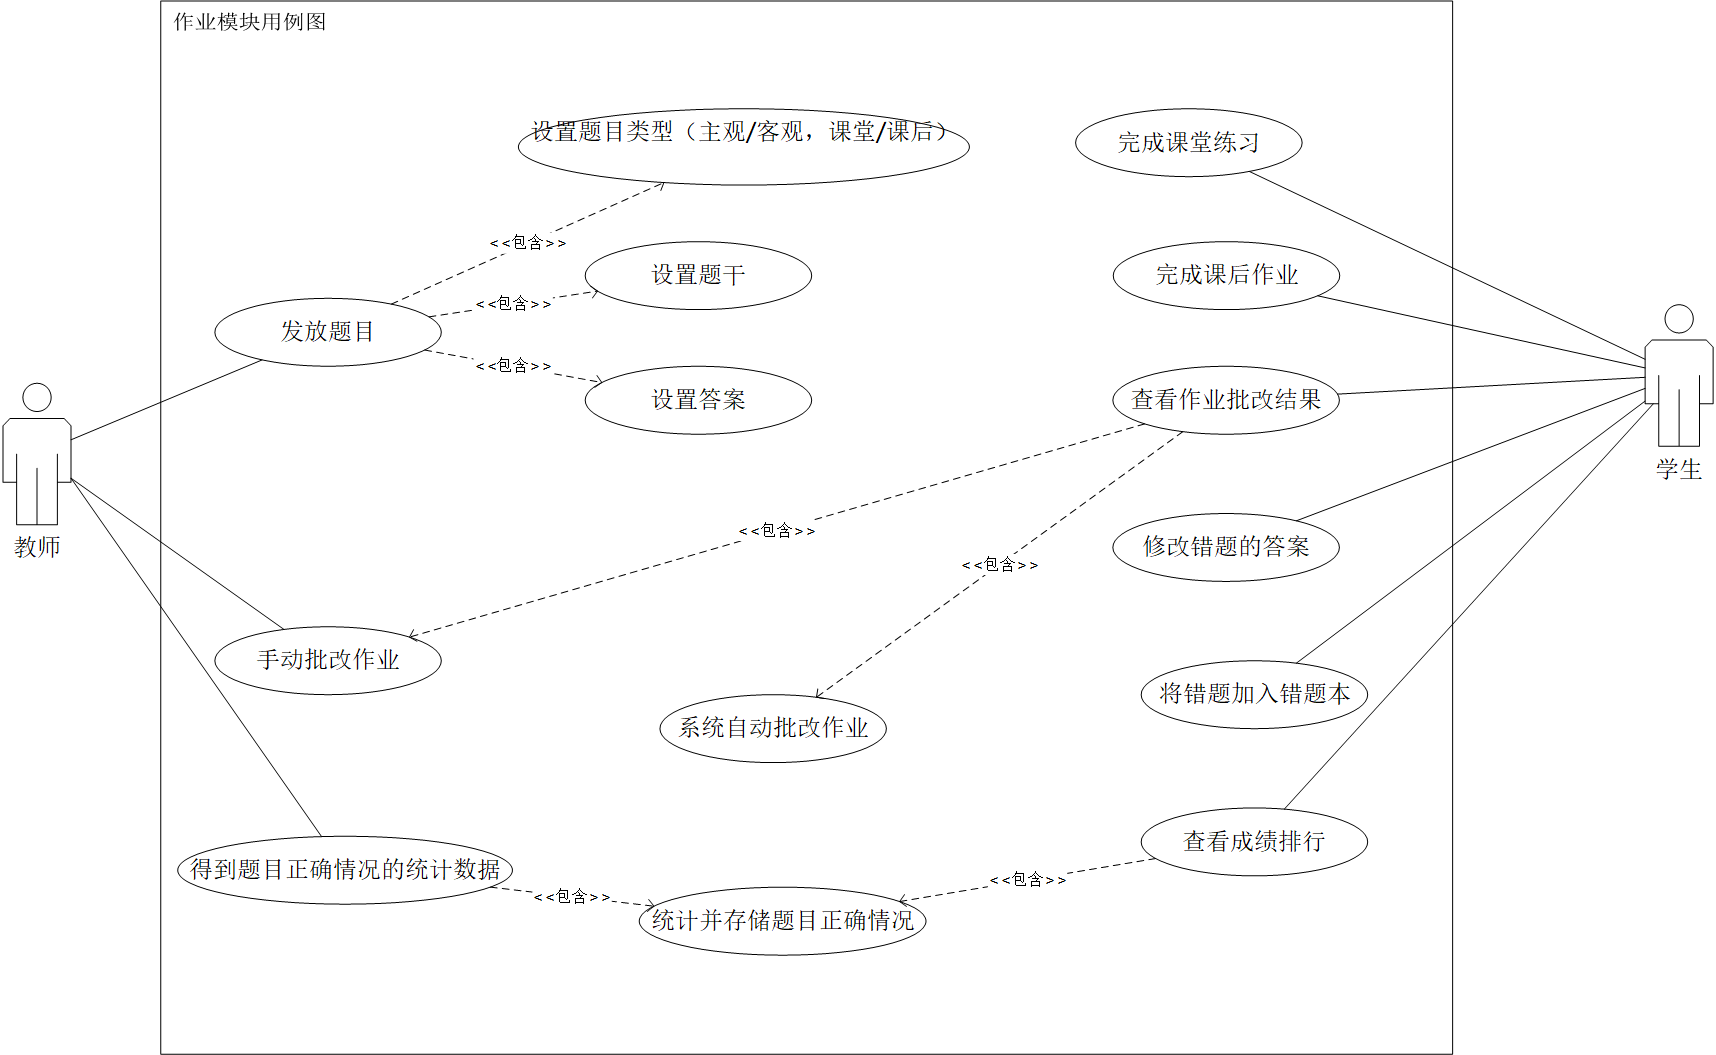 作业模块用例图
设置题目类型（主观/客观，课堂/课后）
完成课堂练习
<<包含>>
设置题干
完成课后作业
<<包含>>
发放题目
<<包含>>
设置答案
查看作业批改结果
学生
教师
<<包含>>
修改错题的答案
<<包含>>
手动批改作业
将错题加入错题本
系统自动批改作业
查看成绩排行
得到题目正确情况的统计数据
<<包含>>
<<包含>>
统计并存储题目正确情况